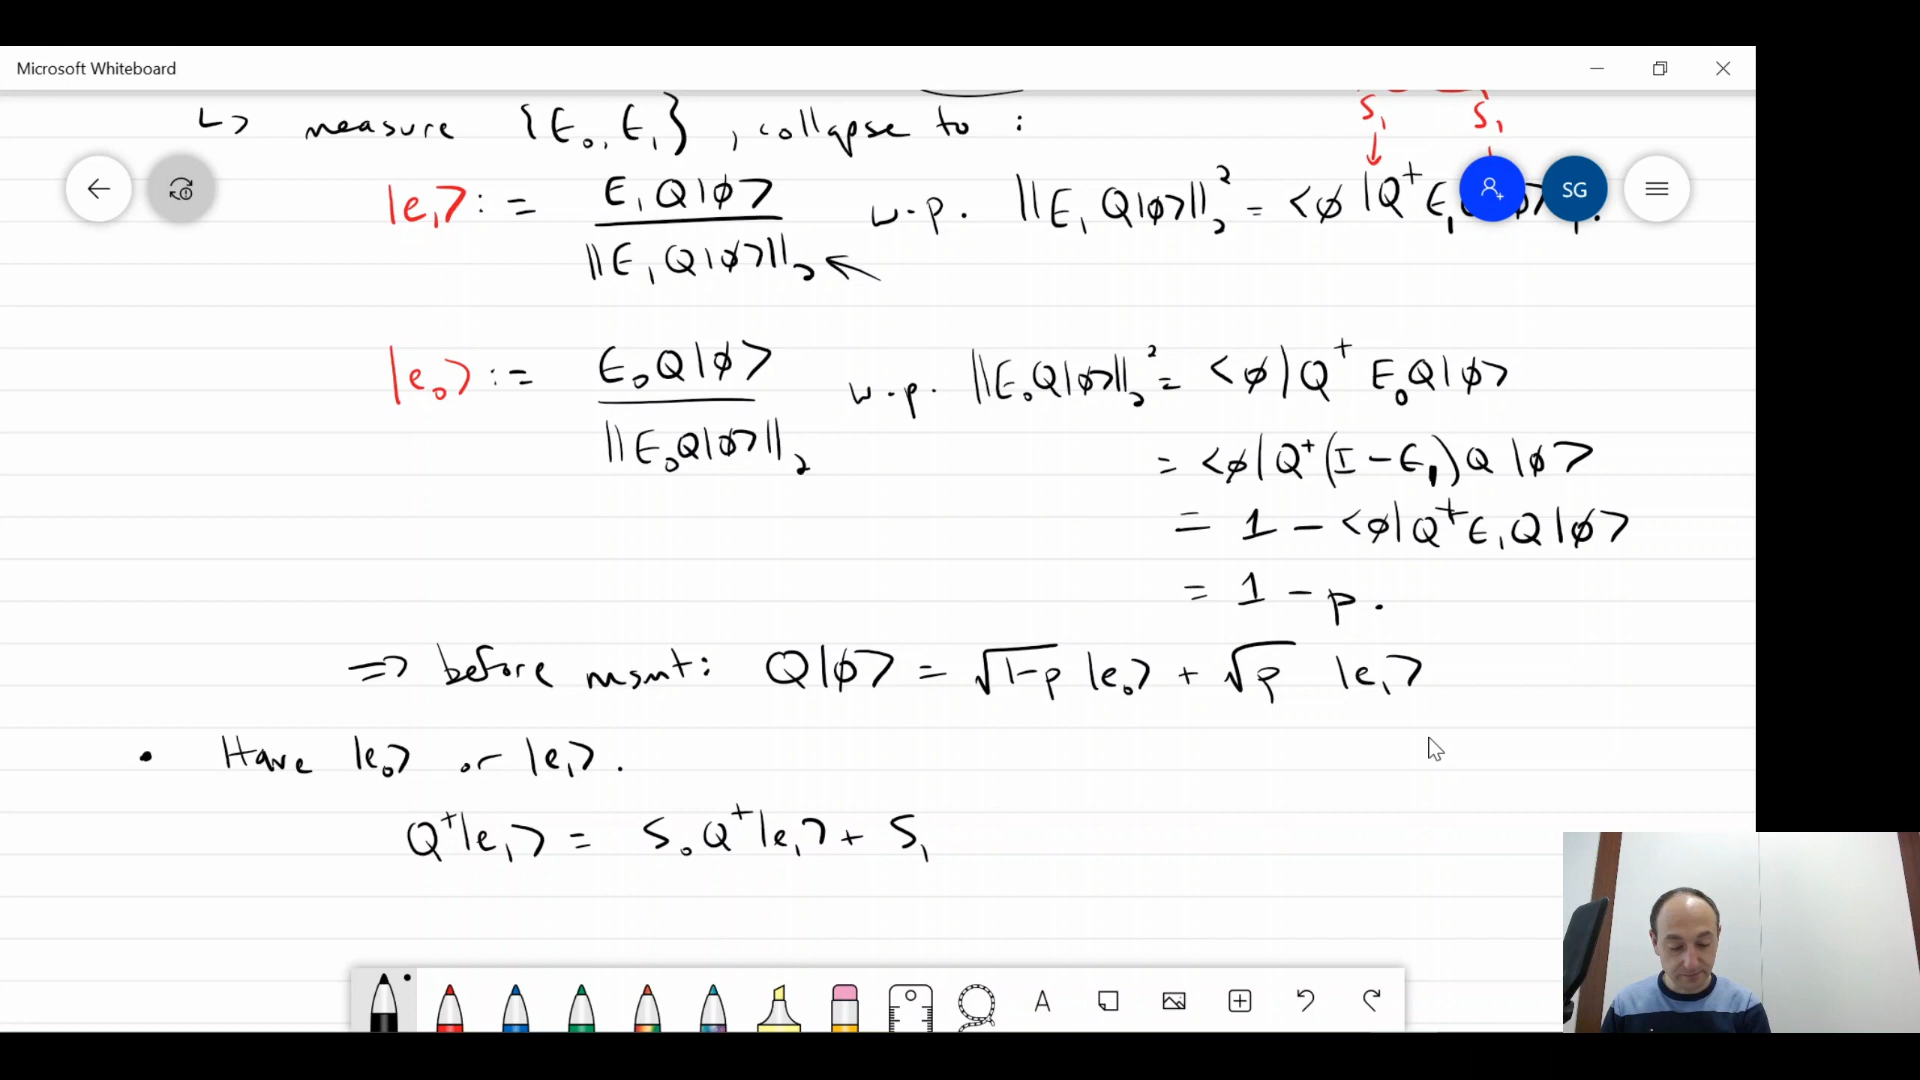 Microsoft Whiteboard
↳ measure {E₀, E₁}, collapse to :
S₁ S₁
|e₁⟩ := E₁Q|φ⟩ / ||E₁Q|φ⟩||₂ ← w.p. ||E₁Q|φ⟩||₂² = ⟨φ|Q†E₁
SG
|e₀⟩ := E₀Q|φ⟩ / ||E₀Q|φ⟩||₂ w.p. ||E₀Q|φ⟩||₂² = ⟨φ|Q† E₀Q|φ⟩
= ⟨φ|Q†(I - E₁)Q|φ⟩
= 1 - ⟨φ|Q†E₁Q|φ⟩
= 1 - p.
⇒ before msmt: Q|φ⟩ = √1-p |e₀⟩ + √p |e₁⟩
• Have |e₀⟩ or |e₁⟩.
Q†|e₁⟩ = S₀Q†|e₁⟩ + S₁
A